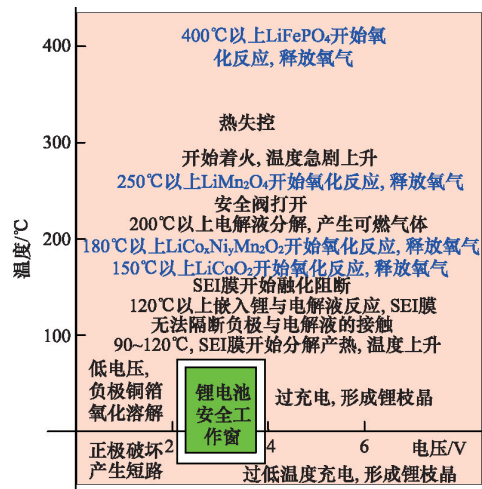 400
400℃以上LiFePO₄开始氧
化反应, 释放氧气
热失控
300
开始着火, 温度急剧上升
250℃以上LiMn₂O₄开始氧化反应, 释放氧气
安全阀打开
200℃以上电解液分解, 产生可燃气体
200
180℃以上LiCoₓNiᵧMn₂O₂开始氧化反应, 释放氧气
150℃以上LiCoO₂开始氧化反应, 释放氧气
SEI膜开始融化阻断
120℃以上嵌入锂与电解液反应, SEI膜
无法隔断负极与电解液的接触
100
90~120℃, SEI膜开始分解产热, 温度上升
温度/℃
低电压,
负极铜箔
氧化溶解
锂电池
安全工
作窗
过充电, 形成锂枝晶
正极破坏
产生短路
2
4
6
电压/V
过低温度充电, 形成锂枝晶